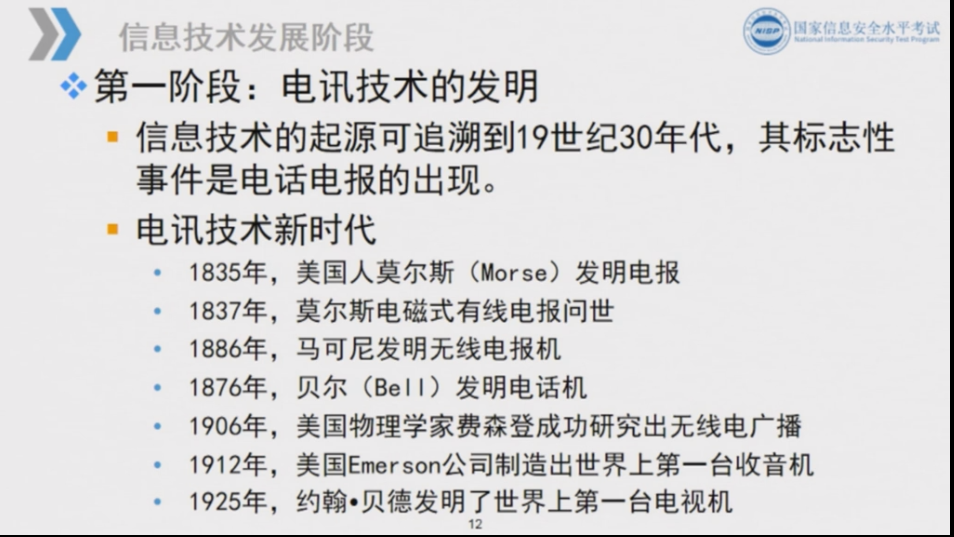 信息技术发展阶段
NISP
国家信息安全水平考试
National Information Security Test Program
第一阶段：电讯技术的发明
信息技术的起源可追溯到19世纪30年代，其标志性
事件是电话电报的出现。
电讯技术新时代
1835年，美国人莫尔斯（Morse）发明电报
1837年，莫尔斯电磁式有线电报问世
1886年，马可尼发明无线电报机
1876年，贝尔（Bell）发明电话机
1906年，美国物理学家费森登成功研究出无线电广播
1912年，美国Emerson公司制造出世界上第一台收音机
1925年，约翰•贝德发明了世界上第一台电视机
12